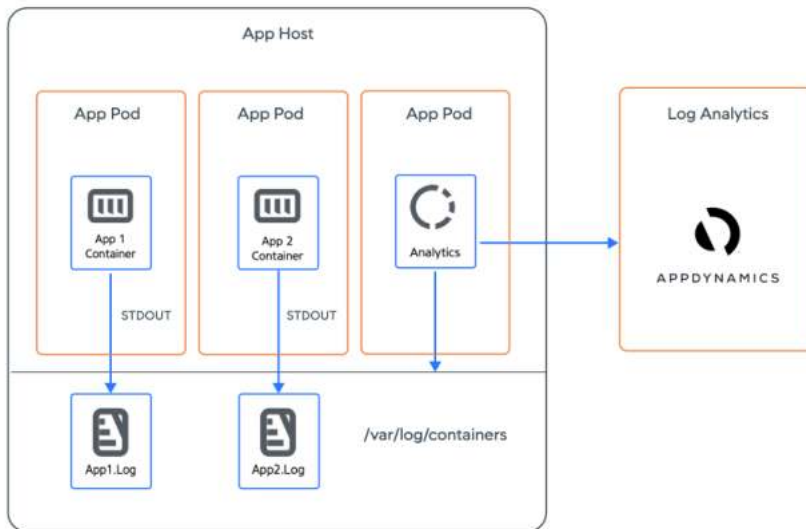 App Host
App Pod
App Pod
App Pod
Log Analytics
App 1
Container
App 2
Container
Analytics
APPDYNAMICS
STDOUT
STDOUT
/var/log/containers
App1.Log
App2.Log